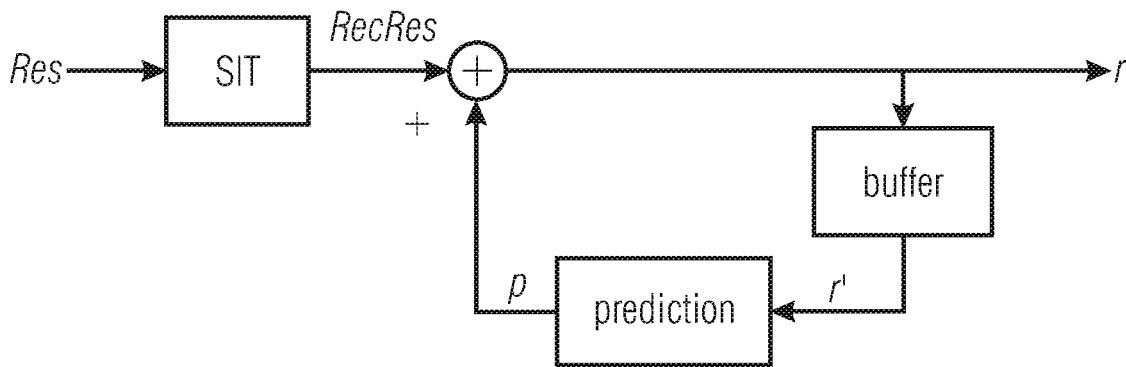 RecRes
Res
SIT
+
r
+
buffer
p
prediction
r'